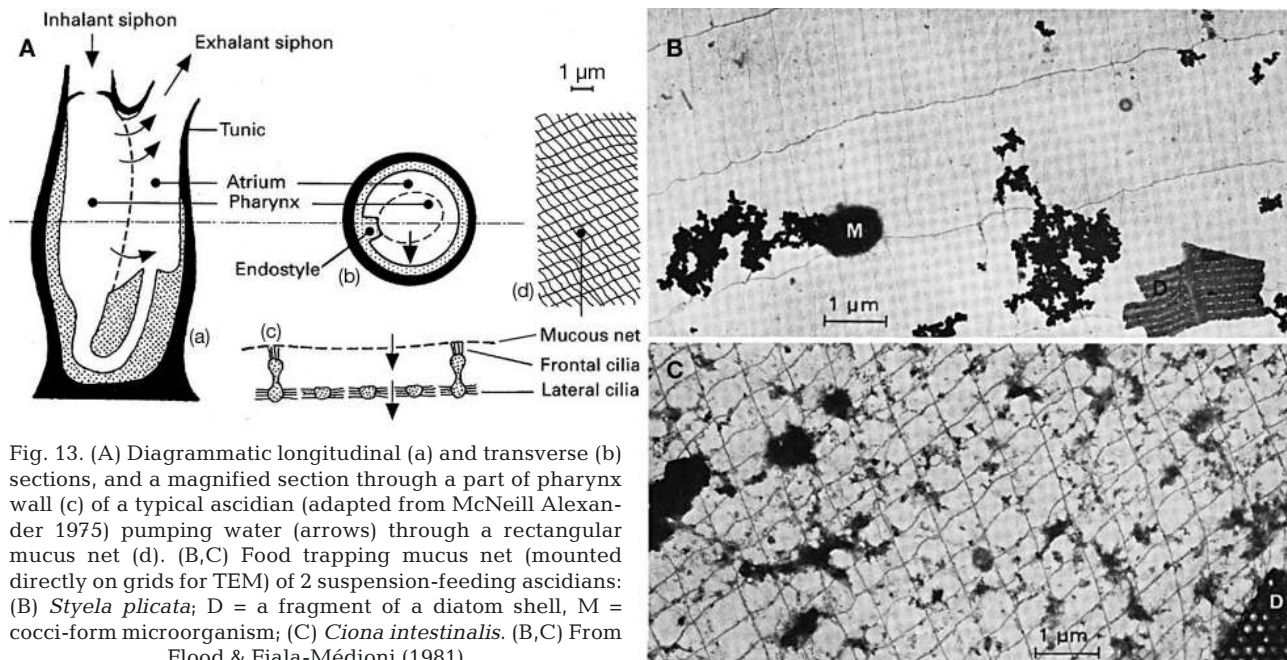 Inhalant siphon
A
Exhalant siphon
1 μm
Tunic
Atrium
Pharynx
Endostyle
(b)
(d)
(a)
(c)
Mucous net
Frontal cilia
Lateral cilia
B
M
D
1 μm
C
1 μm
D
Fig. 13. (A) Diagrammatic longitudinal (a) and transverse (b)
sections, and a magnified section through a part of pharynx
wall (c) of a typical ascidian (adapted from McNeill Alexan-
der 1975) pumping water (arrows) through a rectangular
mucus net (d). (B,C) Food trapping mucus net (mounted
directly on grids for TEM) of 2 suspension-feeding ascidians:
(B) Styela plicata; D = a fragment of a diatom shell, M =
cocci-form microorganism; (C) Ciona intestinalis. (B,C) From
Flood & Fiala-Médioni (1981)